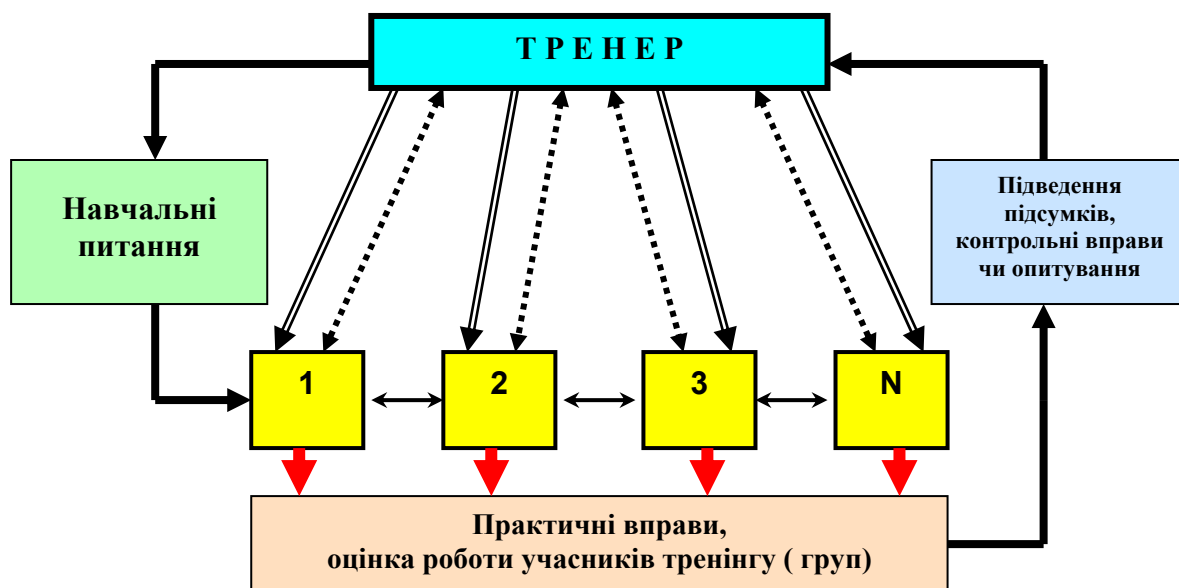 Т Р Е Н Е Р
Навчальні
питання
Підведення
підсумків,
контрольні вправи
чи опитування
1
2
3
N
Практичні вправи,
оцінка роботи учасників тренінгу ( груп)